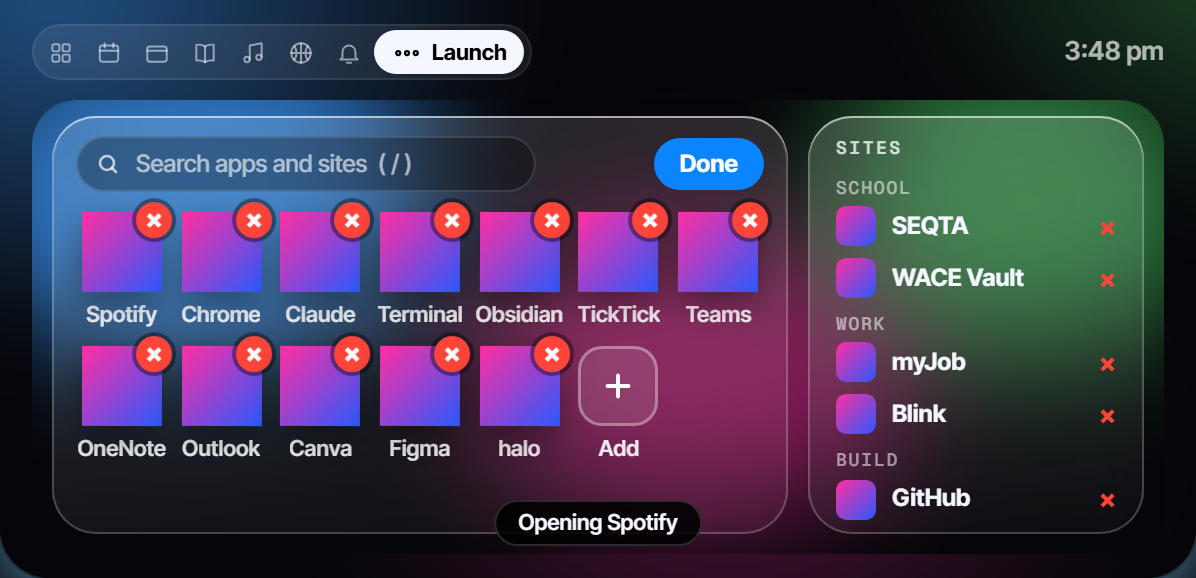 Launch
3:48 pm
Search apps and sites (/)
Done
Spotify
Chrome
Claude
Terminal
Obsidian
TickTick
Teams
OneNote
Outlook
Canva
Figma
halo
Add
Opening Spotify
SITES
SCHOOL
SEQTA
WACE Vault
WORK
myJob
Blink
BUILD
GitHub